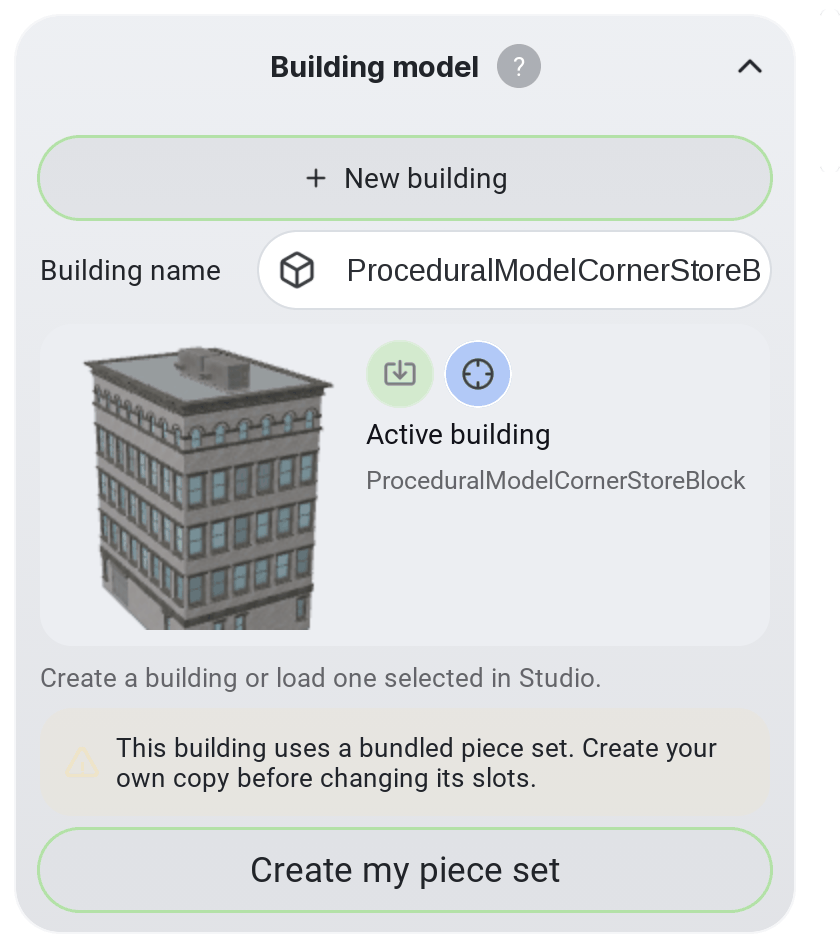 Building model ?
+ New building
Building name ProceduralModelCornerStoreB
Active building
ProceduralModelCornerStoreBlock
Create a building or load one selected in Studio.
This building uses a bundled piece set. Create your
own copy before changing its slots.
Create my piece set